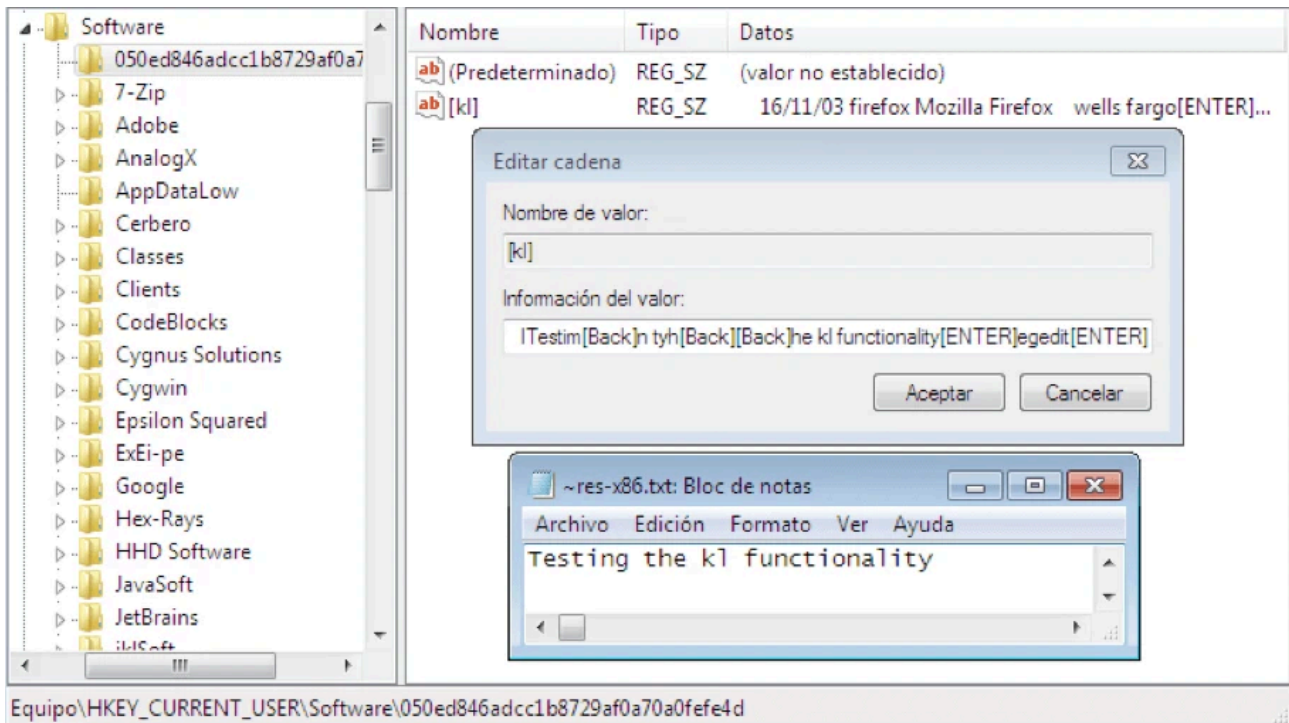 Software
050ed846adcc1b8729af0a7
7-Zip
Adobe
AnalogX
AppDataLow
Cerbero
Classes
Clients
CodeBlocks
Cygnus Solutions
Cygwin
Epsilon Squared
ExEi-pe
Google
Hex-Rays
HHD Software
JavaSoft
JetBrains
Nombre Tipo Datos
ab (Predeterminado) REG_SZ (valor no establecido)
ab [kl] REG_SZ 16/11/03 firefox Mozilla Firefox wells fargo[ENTER]...
Editar cadena
Nombre de valor:
[kl]
Información del valor:
lTestim[Back]n tyh[Back][Back]he kl functionality[ENTER]egedit[ENTER]
Aceptar Cancelar
~res-x86.txt: Bloc de notas
Archivo Edición Formato Ver Ayuda
Testing the kl functionality
Equipo\HKEY_CURRENT_USER\Software\050ed846adcc1b8729af0a70a0fefe4d